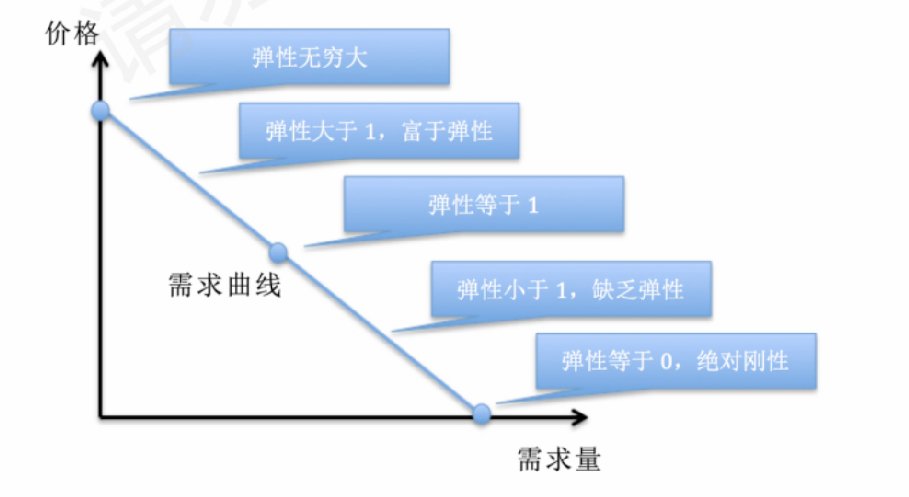 价格
弹性无穷大
弹性大于 1，富于弹性
弹性等于 1
需求曲线
弹性小于 1，缺乏弹性
弹性等于 0，绝对刚性
需求量